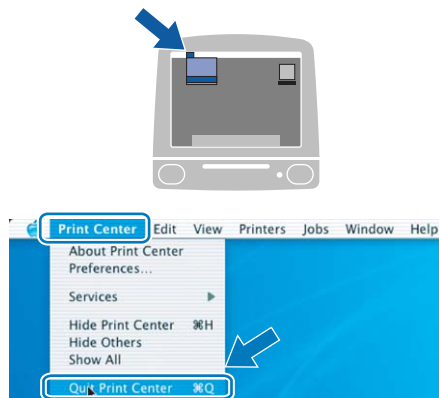 Print Center Edit View Printers Jobs Window Help
About Print Center
Preferences...
Services ▶
Hide Print Center ⌘H
Hide Others
Show All
Quit Print Center ⌘Q